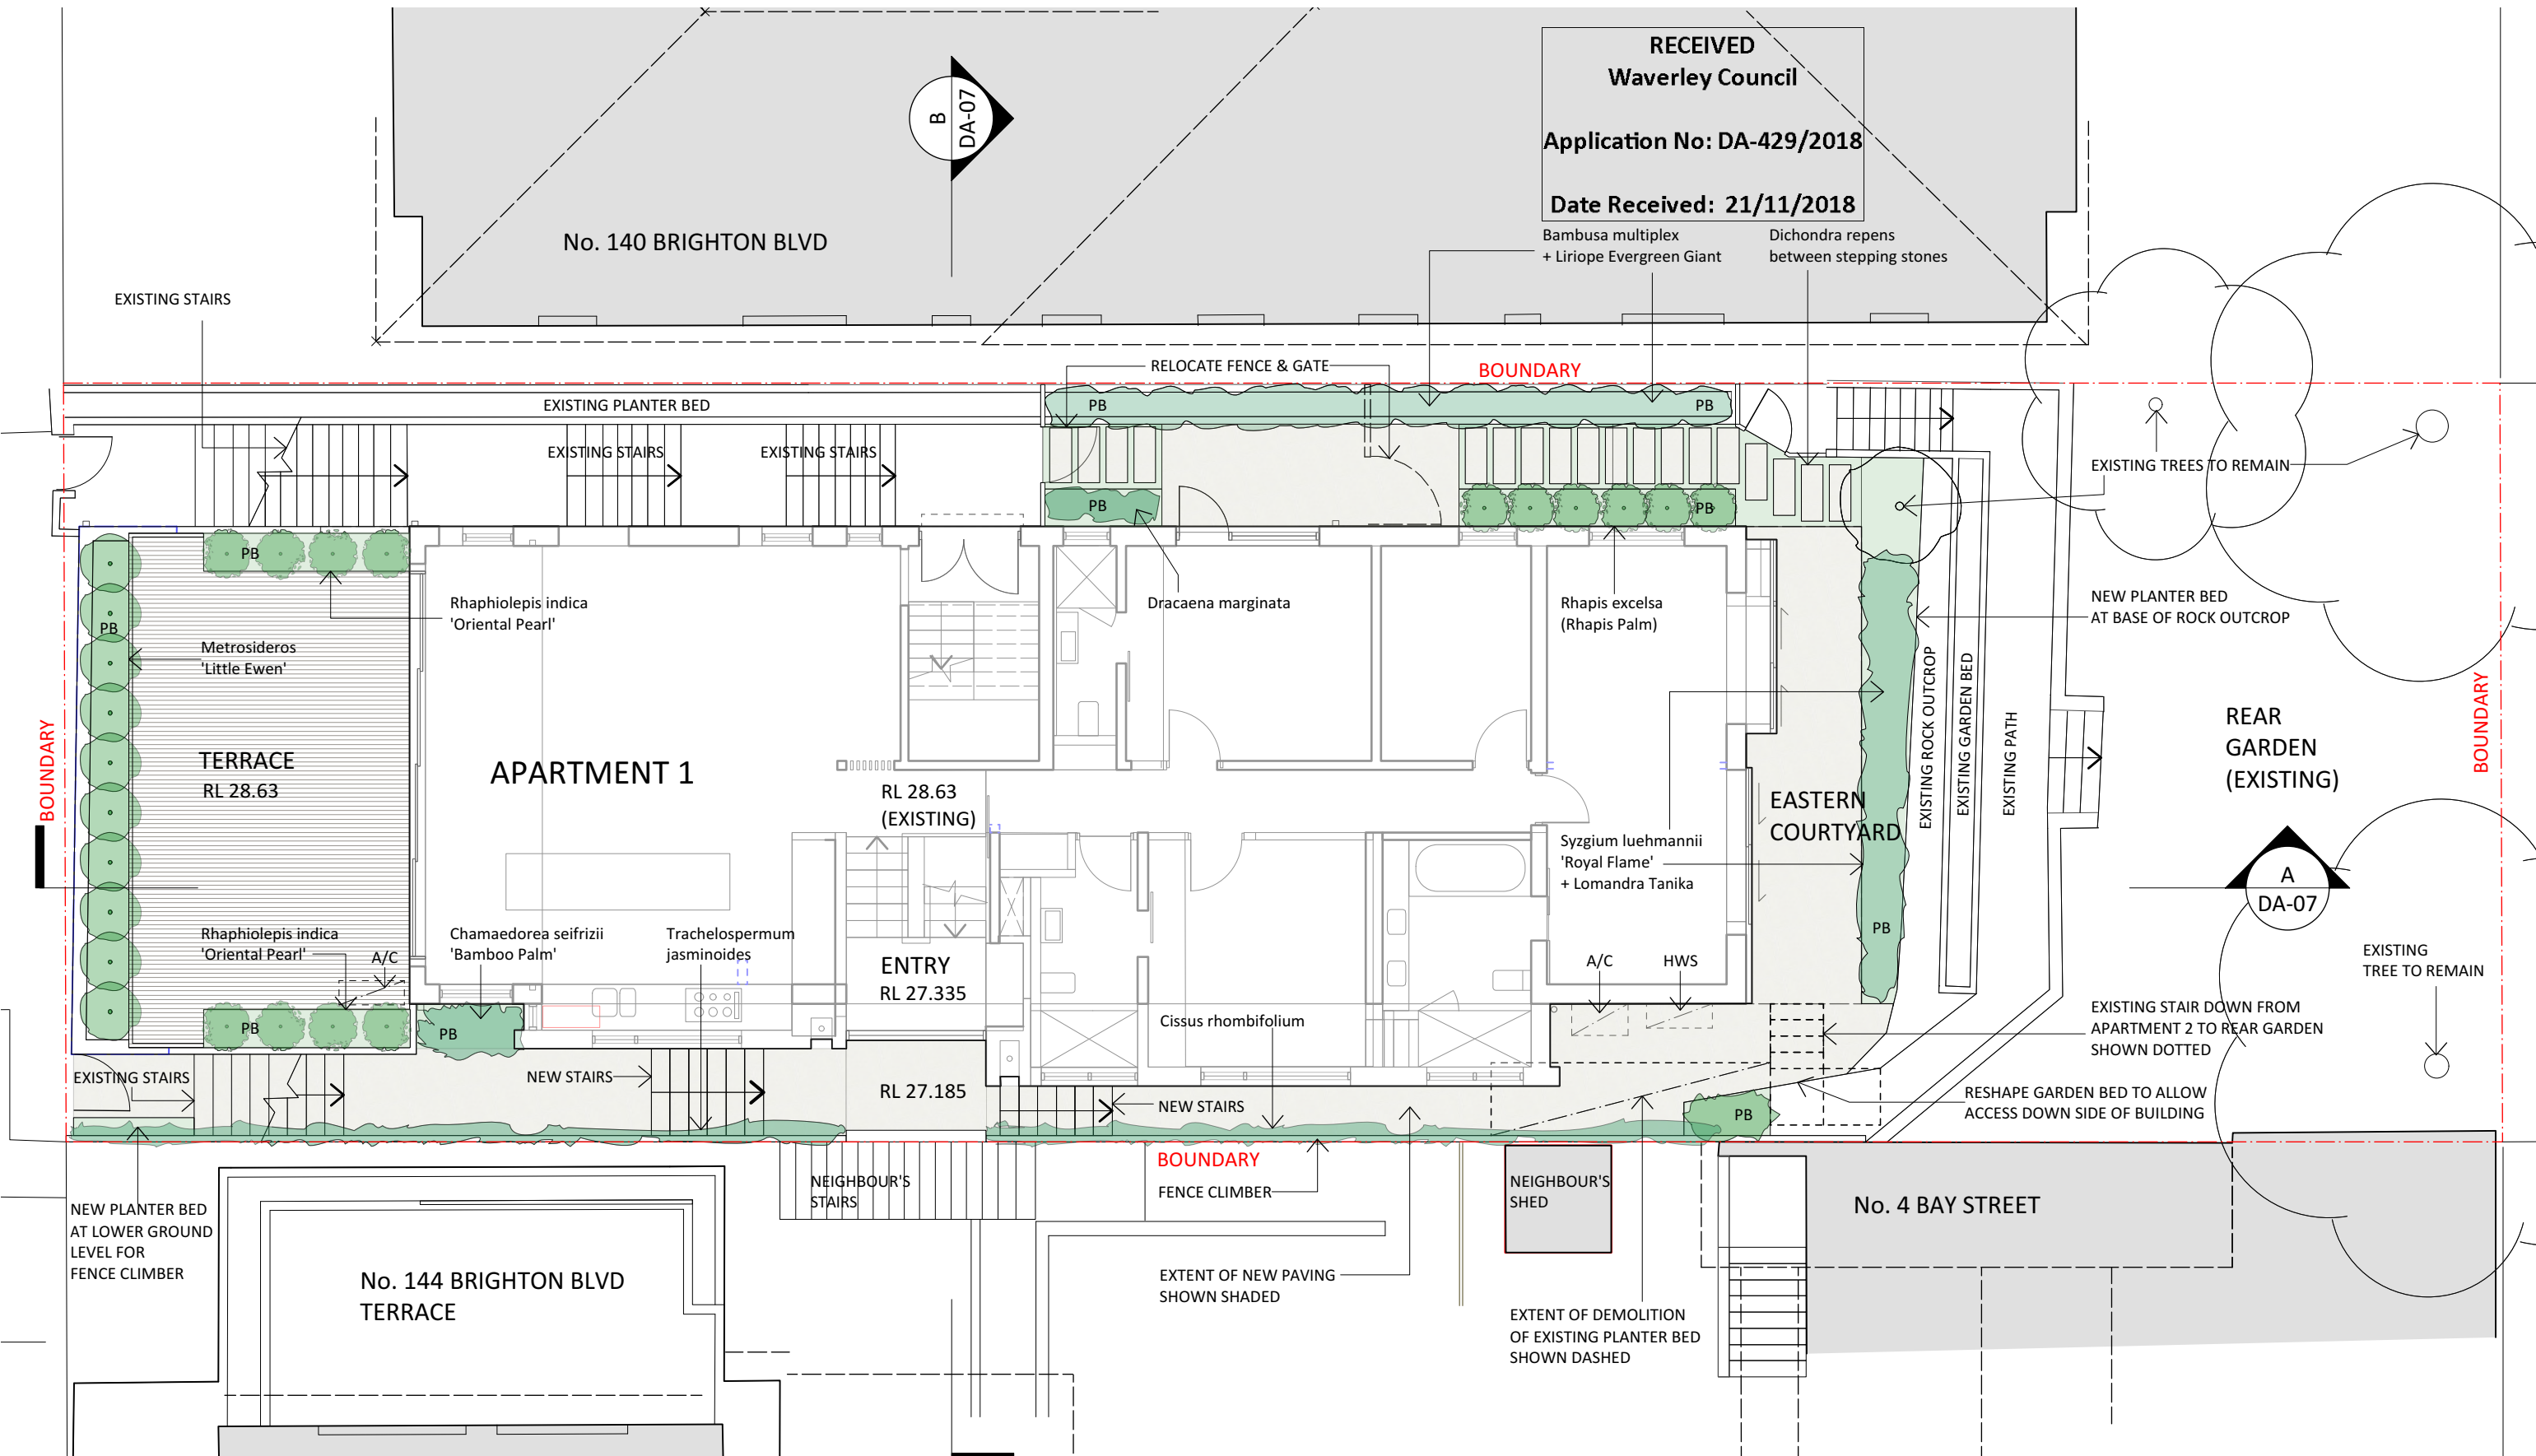 RECEIVED
Waverley Council
Application No: DA-429/2018
Date Received: 21/11/2018
B
DA-07
No. 140 BRIGHTON BLVD
Bambusa multiplex
+ Liriope Evergreen Giant
Dichondra repens
between stepping stones
EXISTING STAIRS
RELOCATE FENCE & GATE
BOUNDARY
EXISTING PLANTER BED
PB
PB
EXISTING STAIRS
EXISTING STAIRS
EXISTING TREES TO REMAIN
PB
PB
PB
Rhaphiolepis indica
'Oriental Pearl'
Dracaena marginata
Rhapis excelsa
(Rhapis Palm)
NEW PLANTER BED
AT BASE OF ROCK OUTCROP
PB
Metrosideros
'Little Ewen'
BOUNDARY
TERRACE
RL 28.63
APARTMENT 1
RL 28.63
(EXISTING)
EASTERN
COURTYARD
EXISTING ROCK OUTCROP
EXISTING GARDEN BED
EXISTING PATH
REAR
GARDEN
(EXISTING)
BOUNDARY
Syzgium luehmannii
'Royal Flame'
+ Lomandra Tanika
A
DA-07
PB
Rhaphiolepis indica
'Oriental Pearl'
A/C
Chamaedorea seifrizii
'Bamboo Palm'
Trachelospermum
jasminoides
ENTRY
RL 27.335
A/C
HWS
EXISTING
TREE TO REMAIN
PB
PB
Cissus rhombifolium
EXISTING STAIR DOWN FROM
APARTMENT 2 TO REAR GARDEN
SHOWN DOTTED
EXISTING STAIRS
NEW STAIRS
RL 27.185
NEW STAIRS
PB
RESHAPE GARDEN BED TO ALLOW
ACCESS DOWN SIDE OF BUILDING
BOUNDARY
NEIGHBOUR'S
STAIRS
FENCE CLIMBER
NEIGHBOUR'S
SHED
No. 4 BAY STREET
NEW PLANTER BED
AT LOWER GROUND
LEVEL FOR
FENCE CLIMBER
No. 144 BRIGHTON BLVD
TERRACE
EXTENT OF NEW PAVING
SHOWN SHADED
EXTENT OF DEMOLITION
OF EXISTING PLANTER BED
SHOWN DASHED